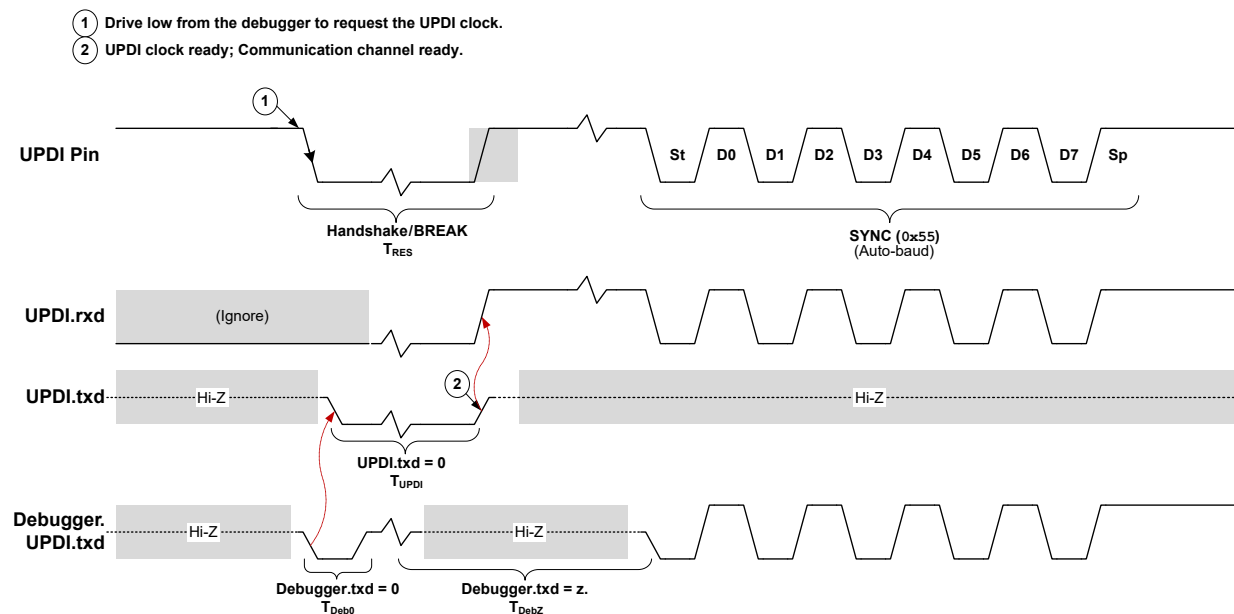 1 Drive low from the debugger to request the UPDI clock.
2 UPDI clock ready; Communication channel ready.
1
UPDI Pin
St D0 D1 D2 D3 D4 D5 D6 D7 Sp
Handshake/BREAK
TRES
SYNC (0x55)
(Auto-baud)
UPDI.rxd
(Ignore)
UPDI.txd
Hi-Z
2
Hi-Z
UPDI.txd = 0
TUPDI
Debugger.
UPDI.txd
Hi-Z
Hi-Z
Debugger.txd = 0
TDeb0
Debugger.txd = z.
TDebZ